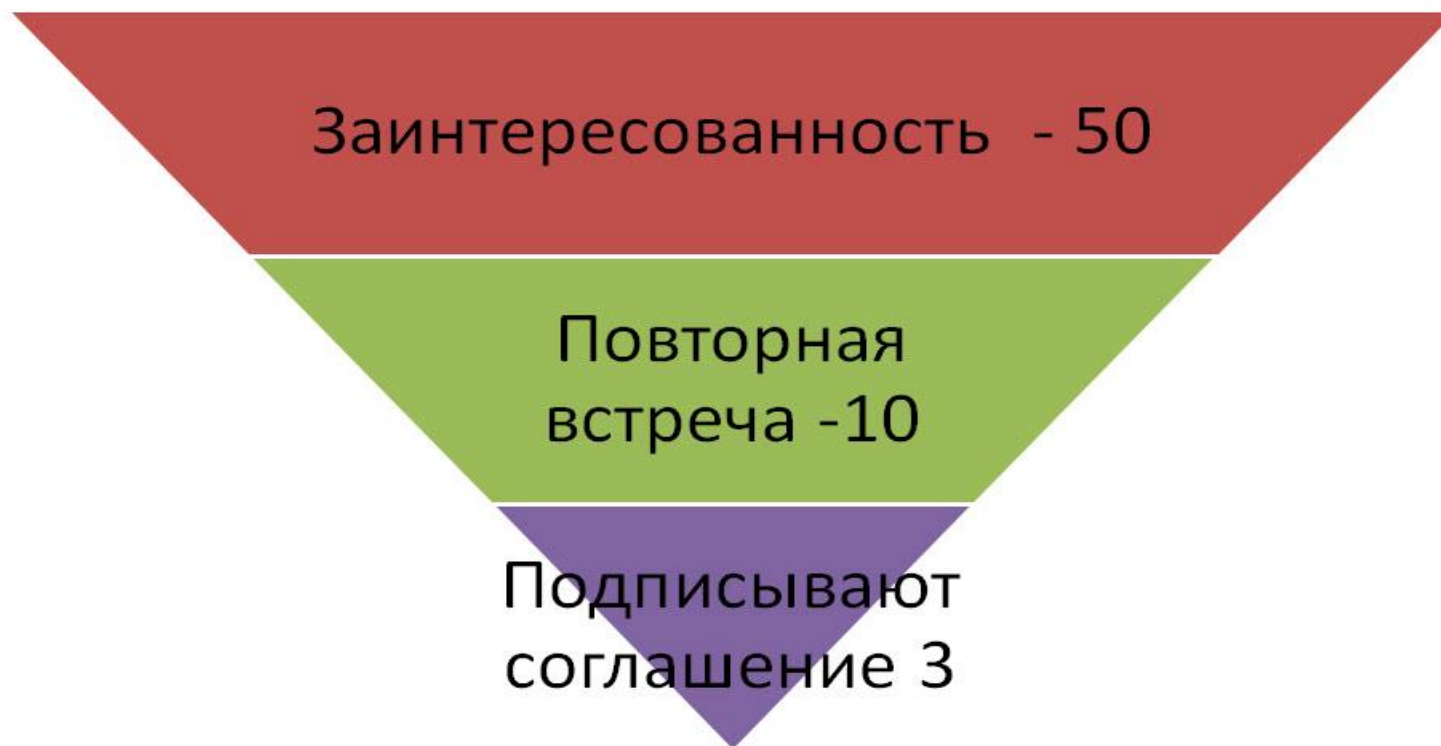 Заинтересованность - 50
Повторная
встреча -10
Подписывают
соглашение 3